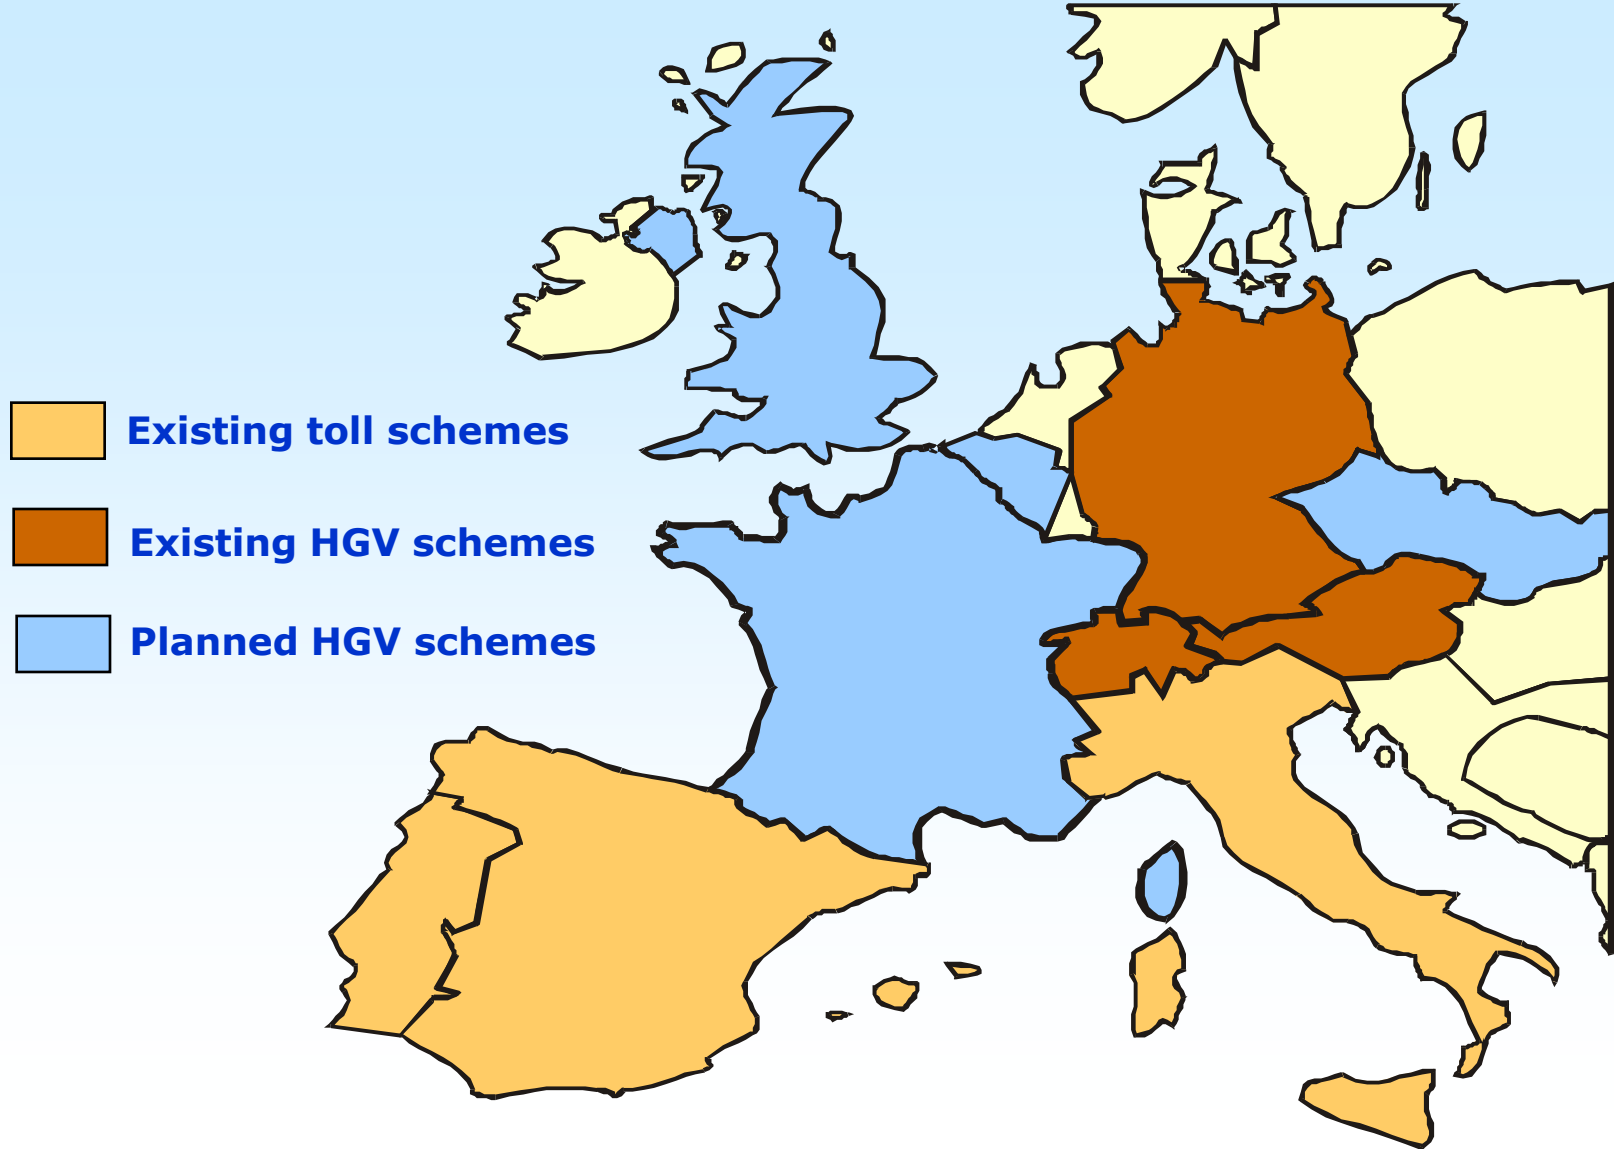 Existing toll schemes
Existing HGV schemes
Planned HGV schemes